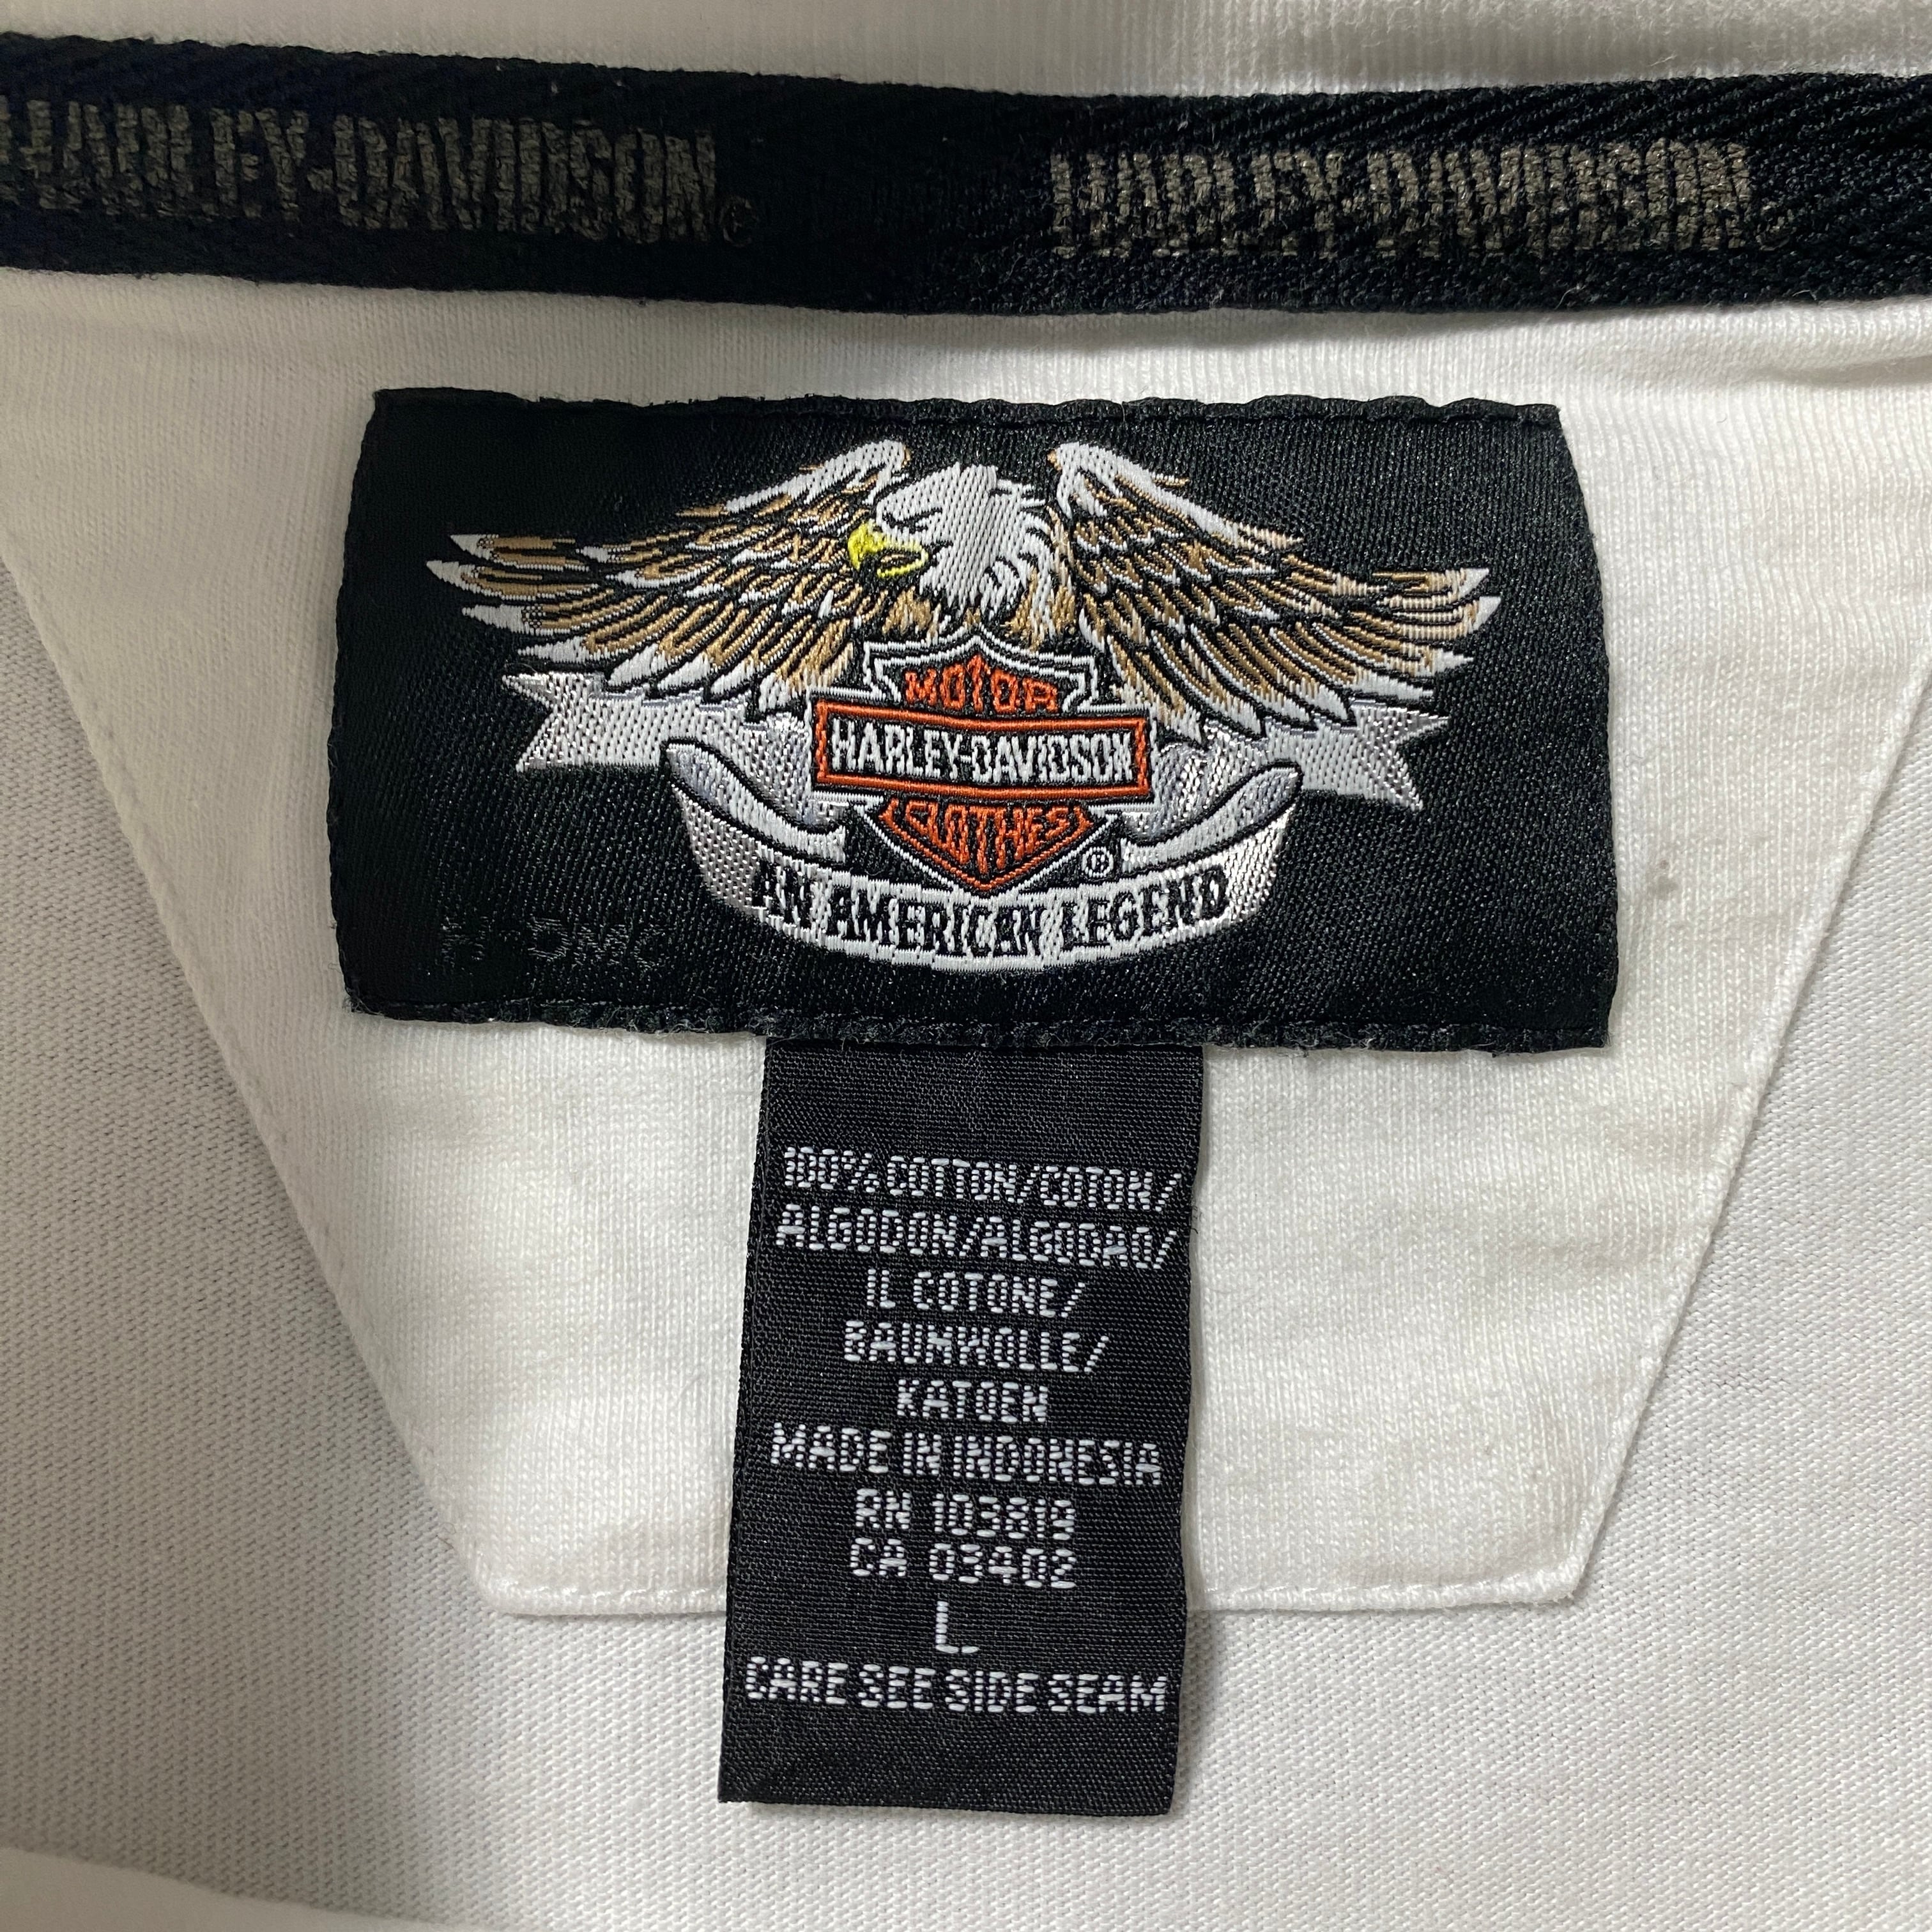 HARLEY-DAVIDSON HARLEY-DAVIDSON
MOTOR
HARLEY-DAVIDSON
CLOTHES
®
AN AMERICAN LEGEND
100% COTTON/COTON/
ALGODON/ALGODAO/
IL COTONE/
BAUMWOLLE/
KATOEN
MADE IN INDONESIA
RN 103819
CA 03402
L
CARE SEE SIDE SEAM